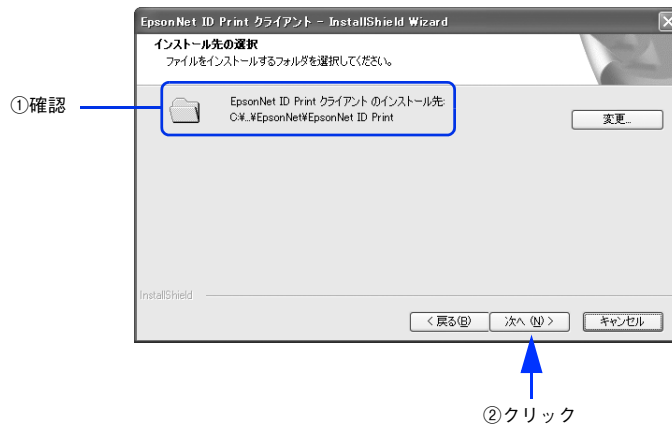 EpsonNet ID Print クライアント - InstallShield Wizard
インストール先の選択
ファイルをインストールするフォルダを選択してください。
①確認
EpsonNet ID Print クライアント のインストール先:
C:¥...¥EpsonNet¥EpsonNet ID Print
変更...
InstallShield
< 戻る(B)
次へ (N) >
キャンセル
②クリック